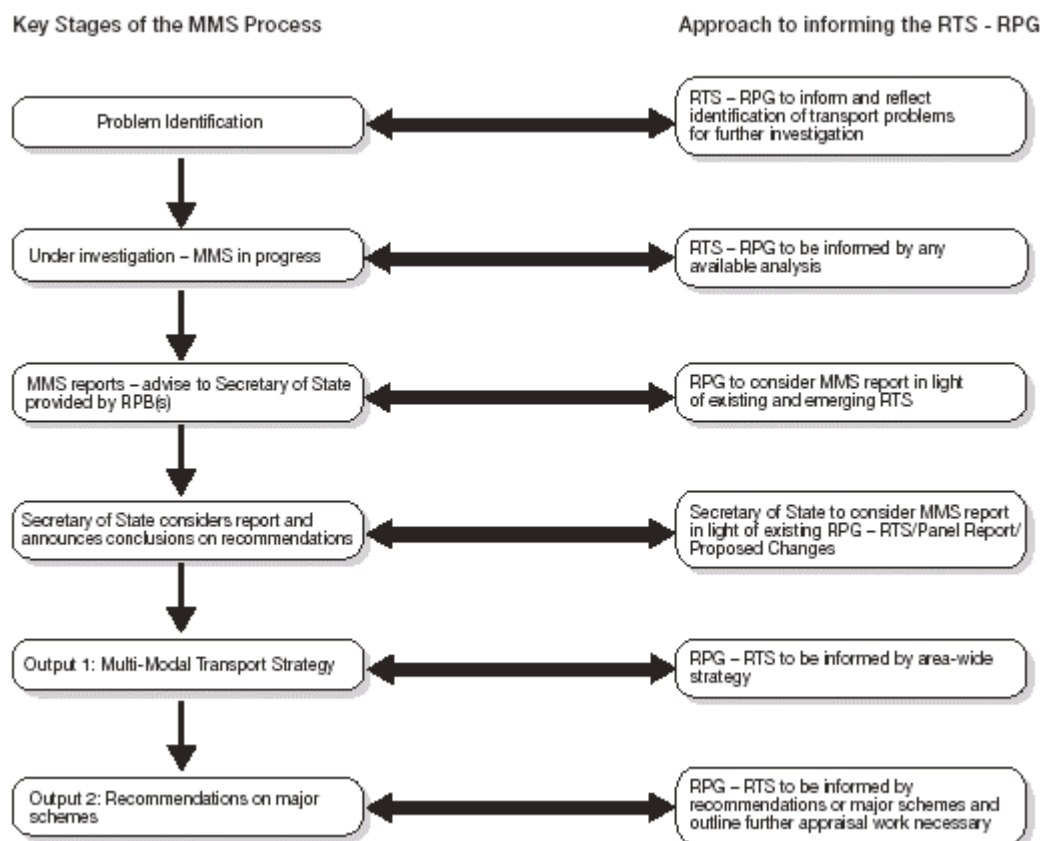 Key Stages of the MMS Process
Approach to informing the RTS - RPG
Problem Identification
RTS – RPG to inform and reflect
identification of transport problems
for further investigation
Under investigation – MMS in progress
RTS – RPG to be informed by any
available analysis
MMS reports – advise to Secretary of State
provided by RPB(s)
RPG to consider MMS report in light
of existing and emerging RTS
Secretary of State considers report and
announces conclusions on recommendations
Secretary of State to consider MMS report
in light of existing RPG – RTS/Panel Report/
Proposed Changes
Output 1: Multi-Modal Transport Strategy
RPG – RTS to be informed by area-wide
strategy
Output 2: Recommendations on major
schemes
RPG – RTS to be informed by
recommendations or major schemes and
outline further appraisal work necessary